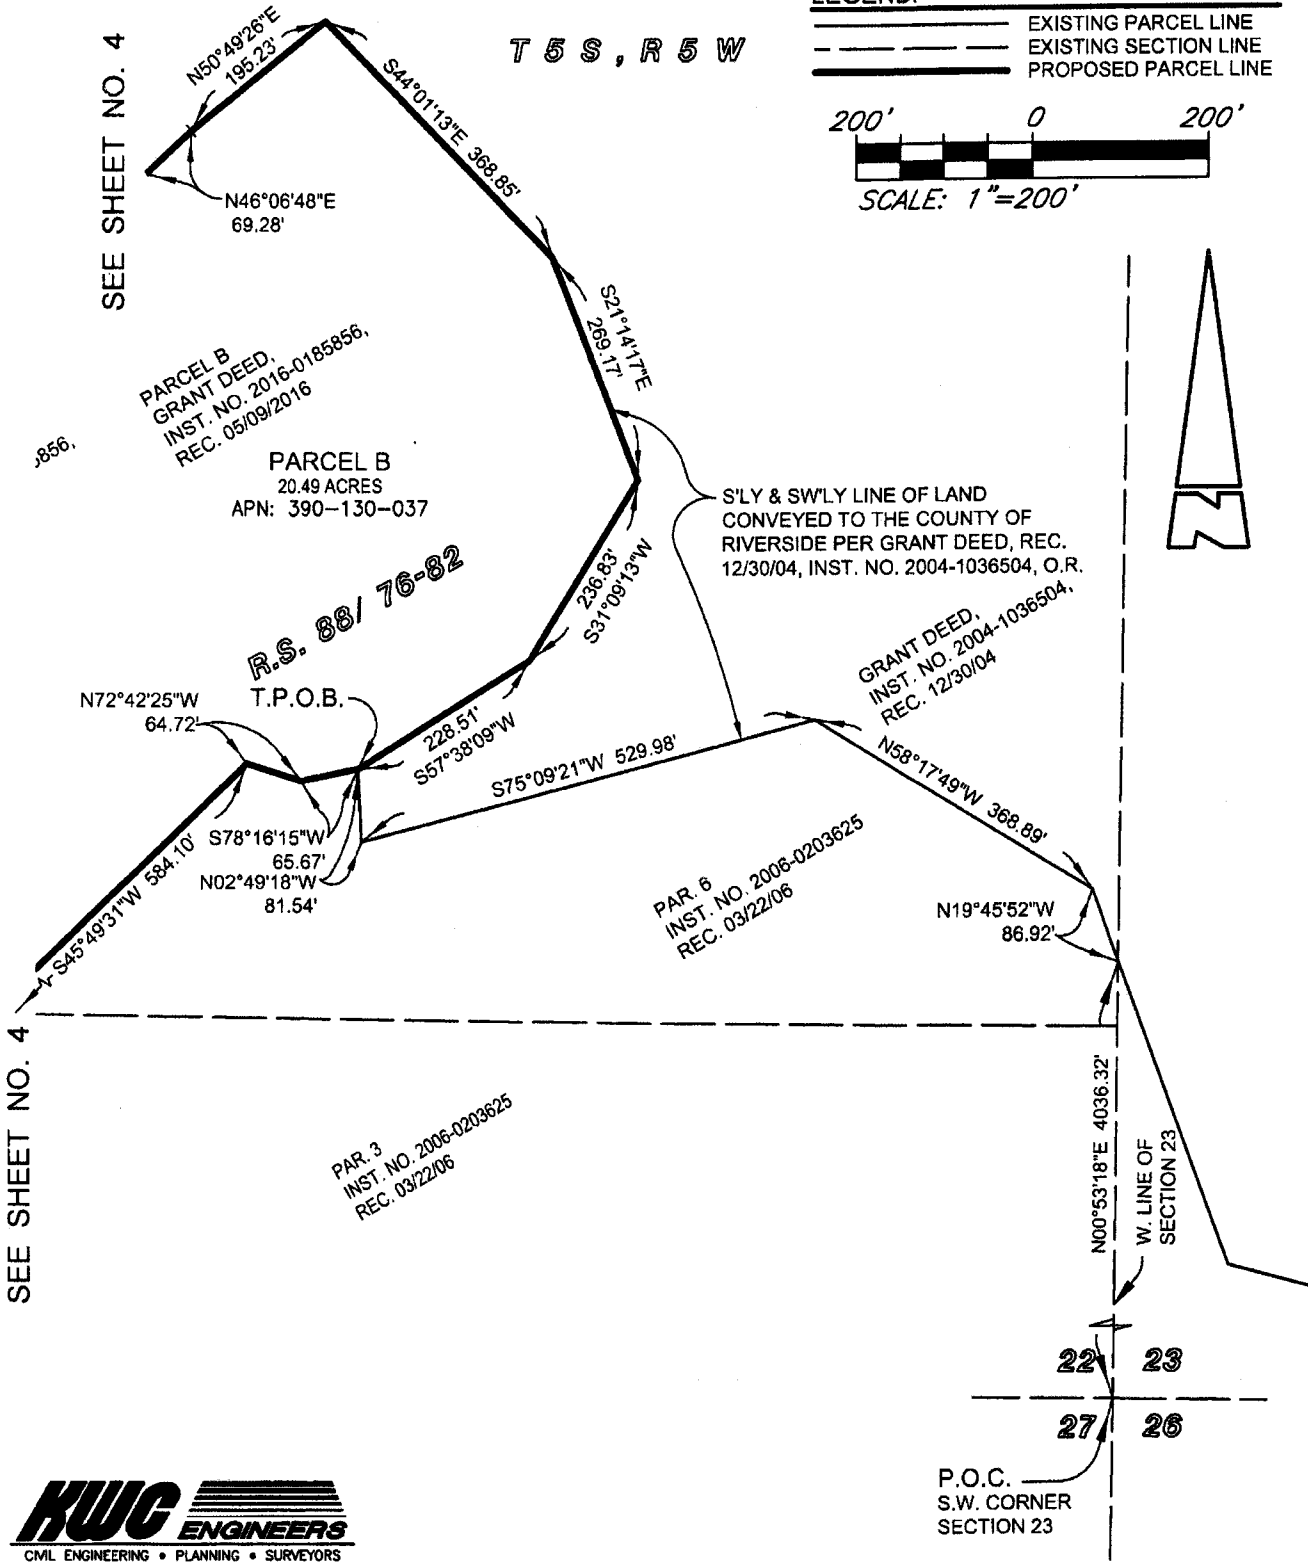 LEGEND:
EXISTING PARCEL LINE
EXISTING SECTION LINE
PROPOSED PARCEL LINE
T 5 S , R 5 W
200' 0 200'
SCALE: 1"=200'
SEE SHEET NO. 4
N50°49'26"E
195.23'
S44°01'13"E 368.85'
N46°06'48"E
69.28'
S21°14'17"E
269.17'
N
PARCEL B
GRANT DEED,
INST. NO. 2016-0185856,
REC. 05/09/2016
5856,
PARCEL B
20.49 ACRES
APN: 390-130-037
S'LY & SW'LY LINE OF LAND
CONVEYED TO THE COUNTY OF
RIVERSIDE PER GRANT DEED, REC.
12/30/04, INST. NO. 2004-1036504, O.R.
236.83'
S31°09'13"W
R.S. 88/ 76-82
GRANT DEED,
INST. NO. 2004-1036504,
REC. 12/30/04
N72°42'25"W
64.72'
T.P.O.B.
228.51'
S57°38'09"W
S75°09'21"W 529.98'
N58°17'49"W 368.89'
S78°16'15"W
65.67'
N02°49'18"W
81.54'
S45°49'31"W 584.10'
PAR. 6
INST. NO. 2006-0203625
REC. 03/22/06
N19°45'52"W
86.92'
SEE SHEET NO. 4
PAR. 3
INST. NO. 2006-0203625
REC. 03/22/06
N00°53'18"E 4036.32'
W. LINE OF
SECTION 23
22 23
27 26
P.O.C.
S.W. CORNER
SECTION 23
KWC
ENGINEERS
CIVIL ENGINEERING • PLANNING • SURVEYORS